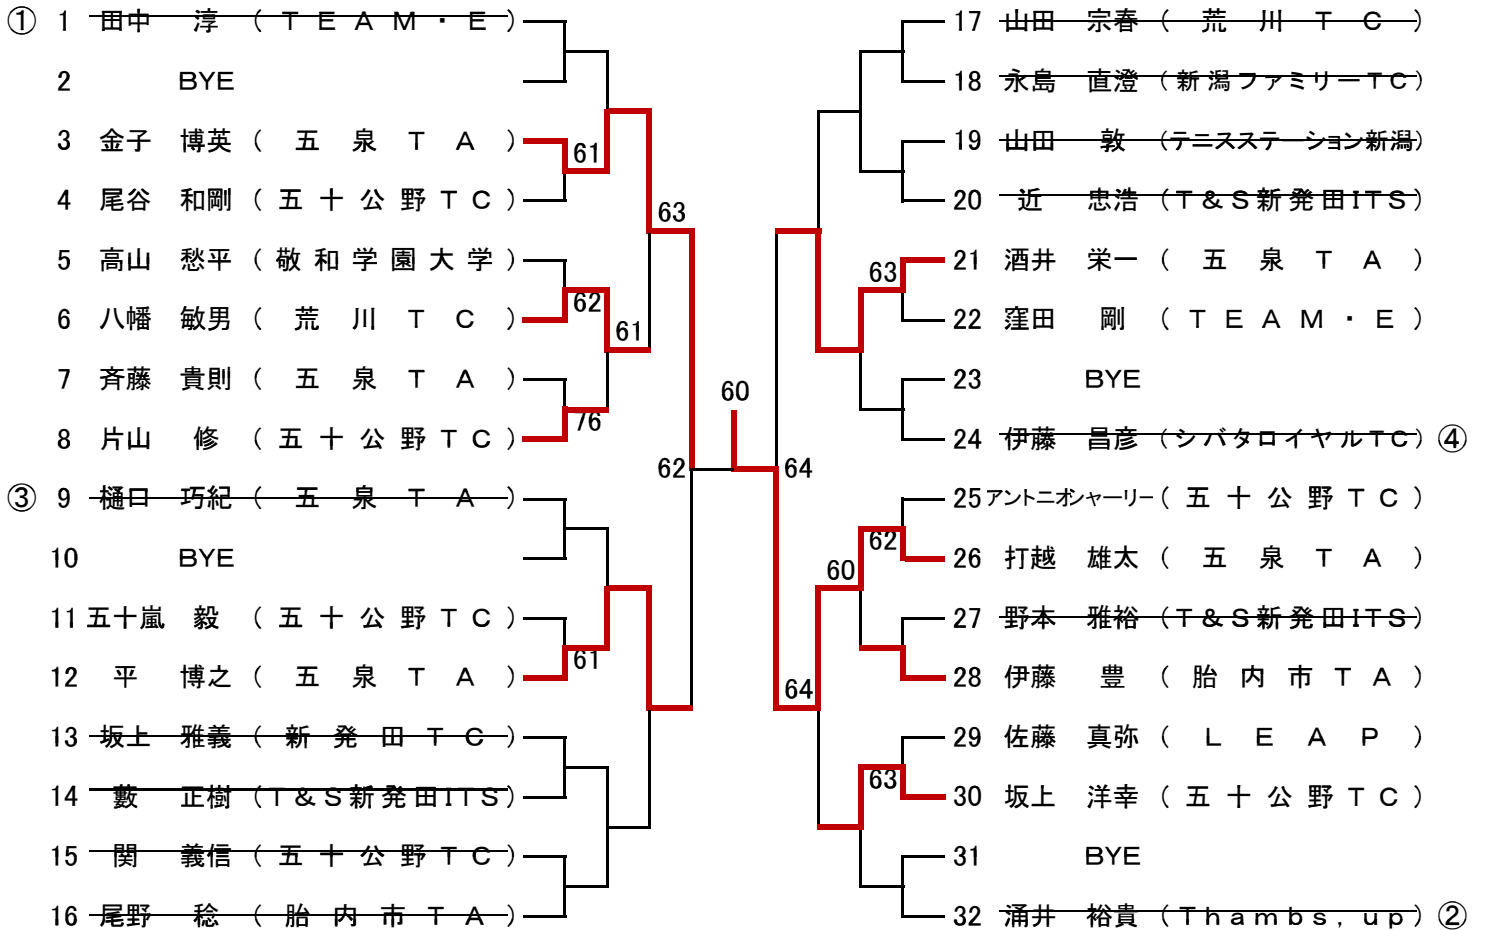 ① 1 田中 淳 （ＴＥＡＭ・Ｅ）
2 BYE
3 金子 博英 （五泉ＴＡ）
61
4 尾谷 和剛 （五十公野ＴＣ）
63
5 高山 愁平 （敬和学園大学）
62
6 八幡 敏男 （荒川ＴＣ）
61
7 斉藤 貴則 （五泉ＴＡ）
76
8 片山 修 （五十公野ＴＣ）
62
③ 9 樋口 巧紀 （五泉ＴＡ）
10 BYE
11 五十嵐 毅 （五十公野ＴＣ）
61
12 平 博之 （五泉ＴＡ）
13 坂上 雅義 （新発田ＴＣ）
14 藪 正樹 （Ｔ＆Ｓ新発田ITS）
15 関 義信 （五十公野ＴＣ）
16 尾野 稔 （胎内市ＴＡ）
60
17 山田 宗春 （荒川ＴＣ）
18 永島 直澄 （新潟ファミリーTC）
19 山田 敦 （テニスステーション新潟）
20 近 忠浩 （Ｔ＆Ｓ新発田ITS）
21 酒井 栄一 （五泉ＴＡ）
63
22 窪田 剛 （ＴＥＡＭ・Ｅ）
23 BYE
24 伊藤 昌彦 （シバタロイヤルTC） ④
64
25 アントニオシャーリー （五十公野ＴＣ）
62
26 打越 雄太 （五泉ＴＡ）
60
27 野本 雅裕 （Ｔ＆Ｓ新発田ITS）
28 伊藤 豊 （胎内市ＴＡ）
64
29 佐藤 真弥 （ＬＥＡＰ）
63
30 坂上 洋幸 （五十公野ＴＣ）
31 BYE
32 涌井 裕貴 （Ｔｈａｍｂｓ，ｕｐ） ②